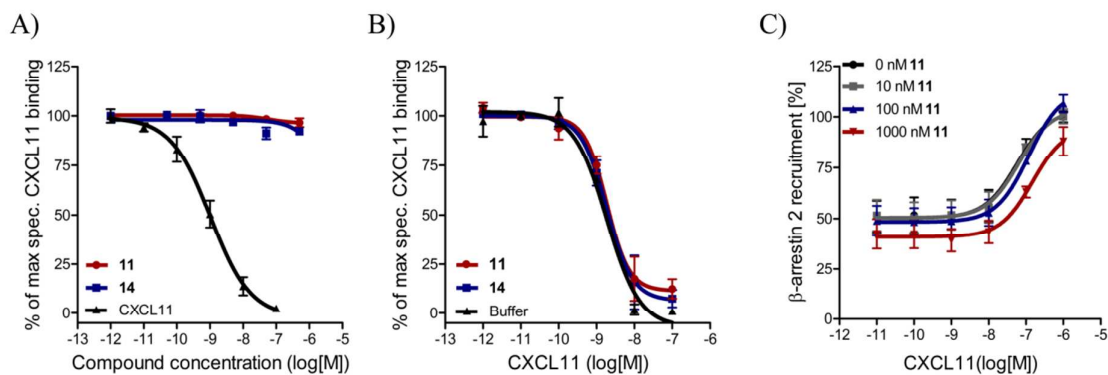 A)
% of max spec. CXCL11 binding
125
100
75
50
25
0
11
14
CXCL11
-13 -12 -11 -10 -9 -8 -7 -6 -5
Compound concentration (log[M])
B)
% of max spec. CXCL11 binding
125
100
75
50
25
0
11
14
Buffer
-13 -12 -11 -10 -9 -8 -7 -6 -5
CXCL11 (log[M])
C)
β-arrestin 2 recruitment [%]
125
100
75
50
25
0
0 nM 11
10 nM 11
100 nM 11
1000 nM 11
-12 -11 -10 -9 -8 -7 -6 -5
CXCL11(log[M])